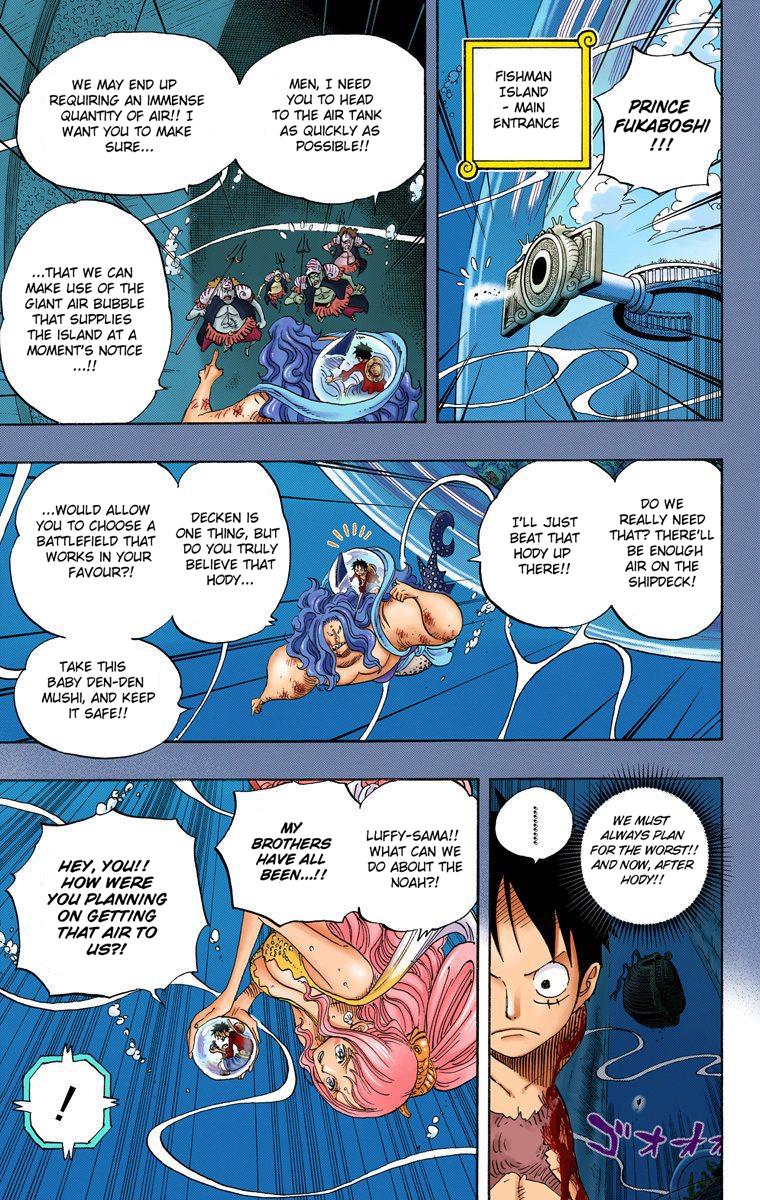 PRINCE
FUKABOSHI
!!!
FISHMAN
ISLAND
- MAIN
ENTRANCE
MEN, I NEED
YOU TO HEAD
TO THE AIR TANK
AS QUICKLY AS
POSSIBLE!!
WE MAY END UP
REQUIRING AN IMMENSE
QUANTITY OF AIR!! I
WANT YOU TO MAKE
SURE...
...THAT WE CAN
MAKE USE OF THE
GIANT AIR BUBBLE
THAT SUPPLIES
THE ISLAND AT A
MOMENT'S NOTICE
...!!
DO WE
REALLY NEED
THAT? THERE'LL
BE ENOUGH
AIR ON THE
SHIPDECK!
I'LL JUST
BEAT THAT
HODY UP
THERE!!
DECKEN IS
ONE THING, BUT
DO YOU TRULY
BELIEVE THAT
HODY...
...WOULD ALLOW
YOU TO CHOOSE A
BATTLEFIELD THAT
WORKS IN YOUR
FAVOUR?!
TAKE THIS
BABY DEN-DEN
MUSHI, AND KEEP
IT SAFE!!
WE MUST
ALWAYS PLAN
FOR THE WORST!!
AND NOW, AFTER
HODY!!
.........
ゴオオオオ
LUFFY-SAMA!!
WHAT CAN WE
DO ABOUT THE
NOAH?!
MY
BROTHERS
HAVE ALL
BEEN...!!
HEY, YOU!!
HOW WERE
YOU PLANNING
ON GETTING
THAT AIR TO
US?!
!